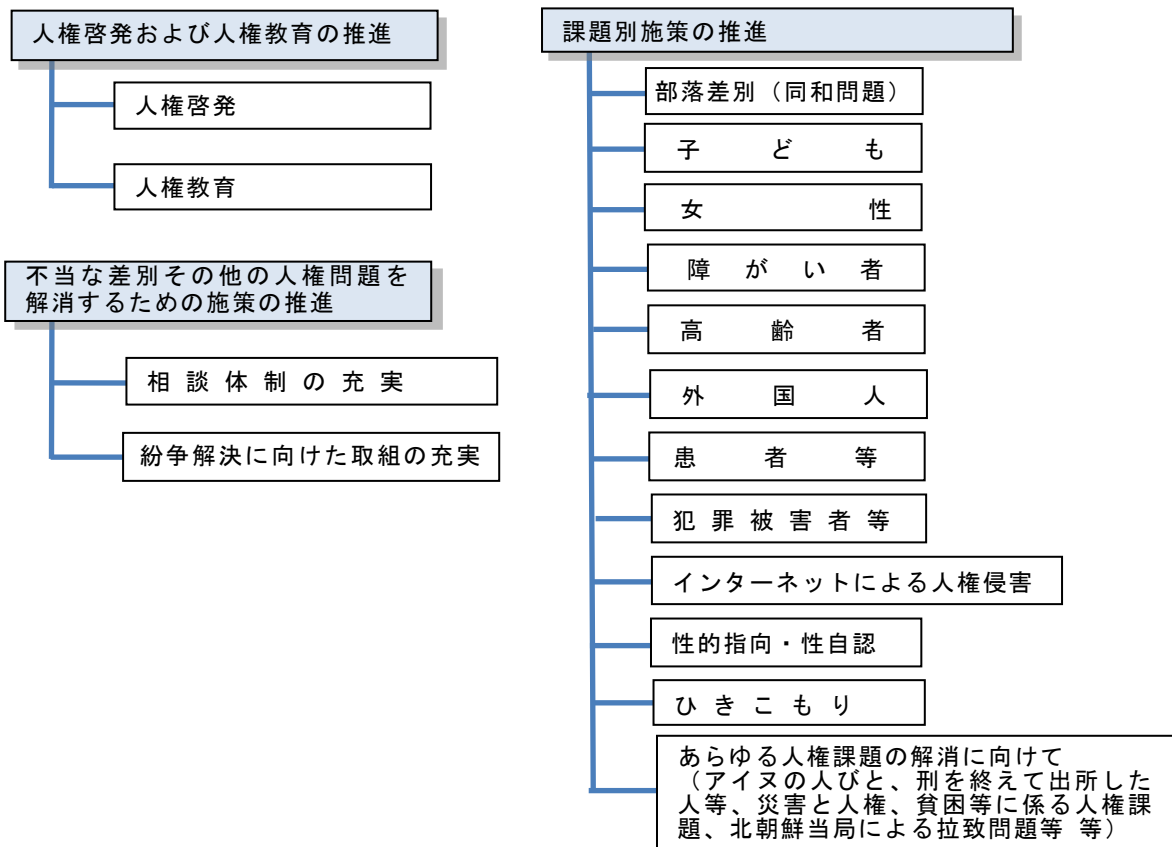 人権啓発および人権教育の推進
人権啓発
人権教育
不当な差別その他の人権問題を
解消するための施策の推進
相談体制の充実
紛争解決に向けた取組の充実
課題別施策の推進
部落差別（同和問題）
子ども
女性
障がい者
高齢者
外国人
患者等
犯罪被害者等
インターネットによる人権侵害
性的指向・性自認
ひきこもり
あらゆる人権課題の解消に向けて
（アイヌの人びと、刑を終えて出所した
人等、災害と人権、貧困等に係る人権課
題、北朝鮮当局による拉致問題等 等）